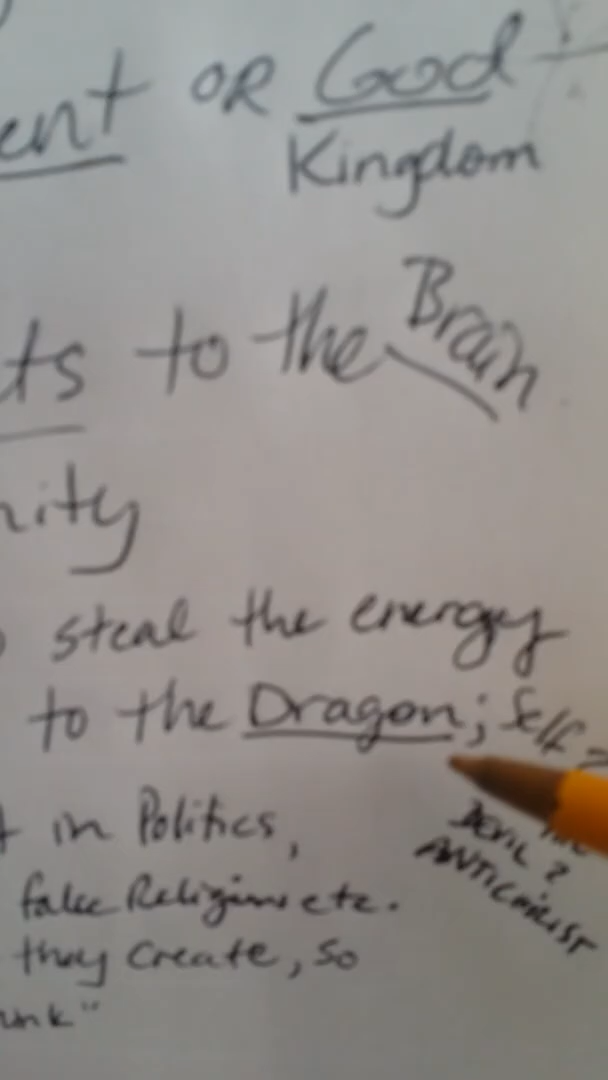 ent OR God
Kingdom
ts to the Brain
nity
steal the energy
to the Dragon; Self
t in Politics,
false Religions etc.
they create, so
unk"
DEVIL ?
ANTICHRIST